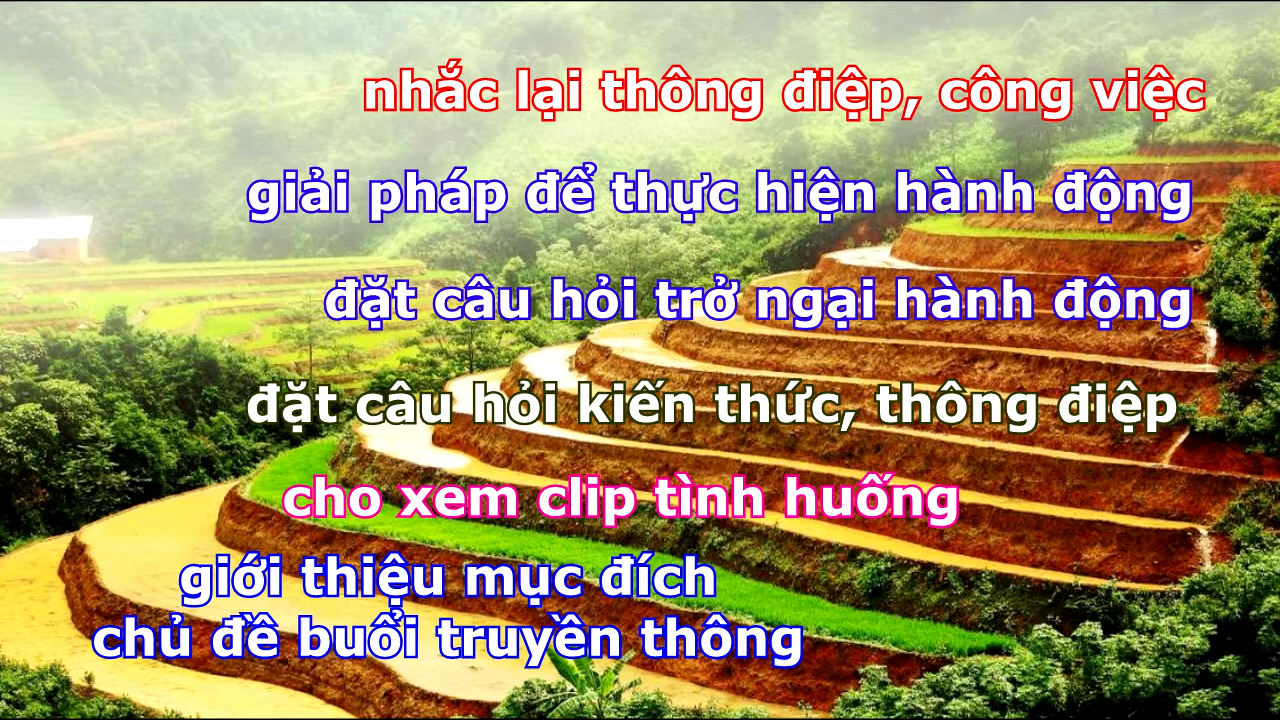 nhắc lại thông điệp, công việc
giải pháp để thực hiện hành động
đặt câu hỏi trở ngại hành động
đặt câu hỏi kiến thức, thông điệp
cho xem clip tình huống
giới thiệu mục đích
chủ đề buổi truyền thông